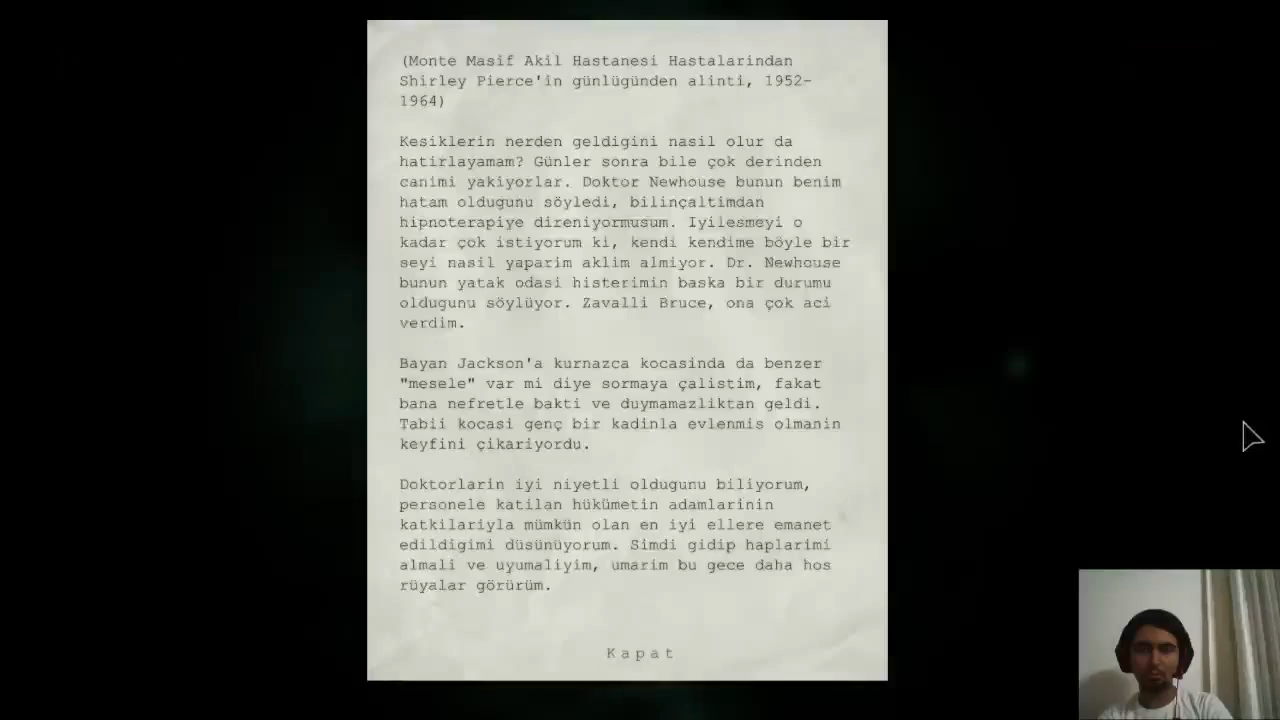 (Monte Masif Akil Hastanesi Hastalarindan
Shirley Pierce'in günlügünden alinti, 1952-
1964)
Kesiklerin nerden geldigini nasil olur da
hatirlayamam? Günler sonra bile çok derinden
canimi yakiyorlar. Doktor Newhouse bunun benim
hatam oldugunu söyledi, bilinçaltimdan
hipnoterapiye direniyormusum. Iyilesmeyi o
kadar çok istiyorum ki, kendi kendime böyle bir
seyi nasil yaparim aklim almiyor. Dr. Newhouse
bunun yatak odasi histerimin baska bir durumu
oldugunu söylüyor. Zavalli Bruce, ona çok aci
verdim.
Bayan Jackson'a kurnazca kocasinda da benzer
"mesele" var mi diye sormaya çalistim, fakat
bana nefretle bakti ve duymamazliktan geldi.
Tabii kocasi genç bir kadinla evlenmis olmanin
keyfini çikariyordu.
Doktorlarin iyi niyetli oldugunu biliyorum,
personele katilan hükümetin adamlarinin
katkilariyla mümkün olan en iyi ellere emanet
edildigimi düsünüyorum. Simdi gidip haplarimi
almali ve uyumaliyim, umarim bu gece daha hos
rüyalar görürüm.
Kapat